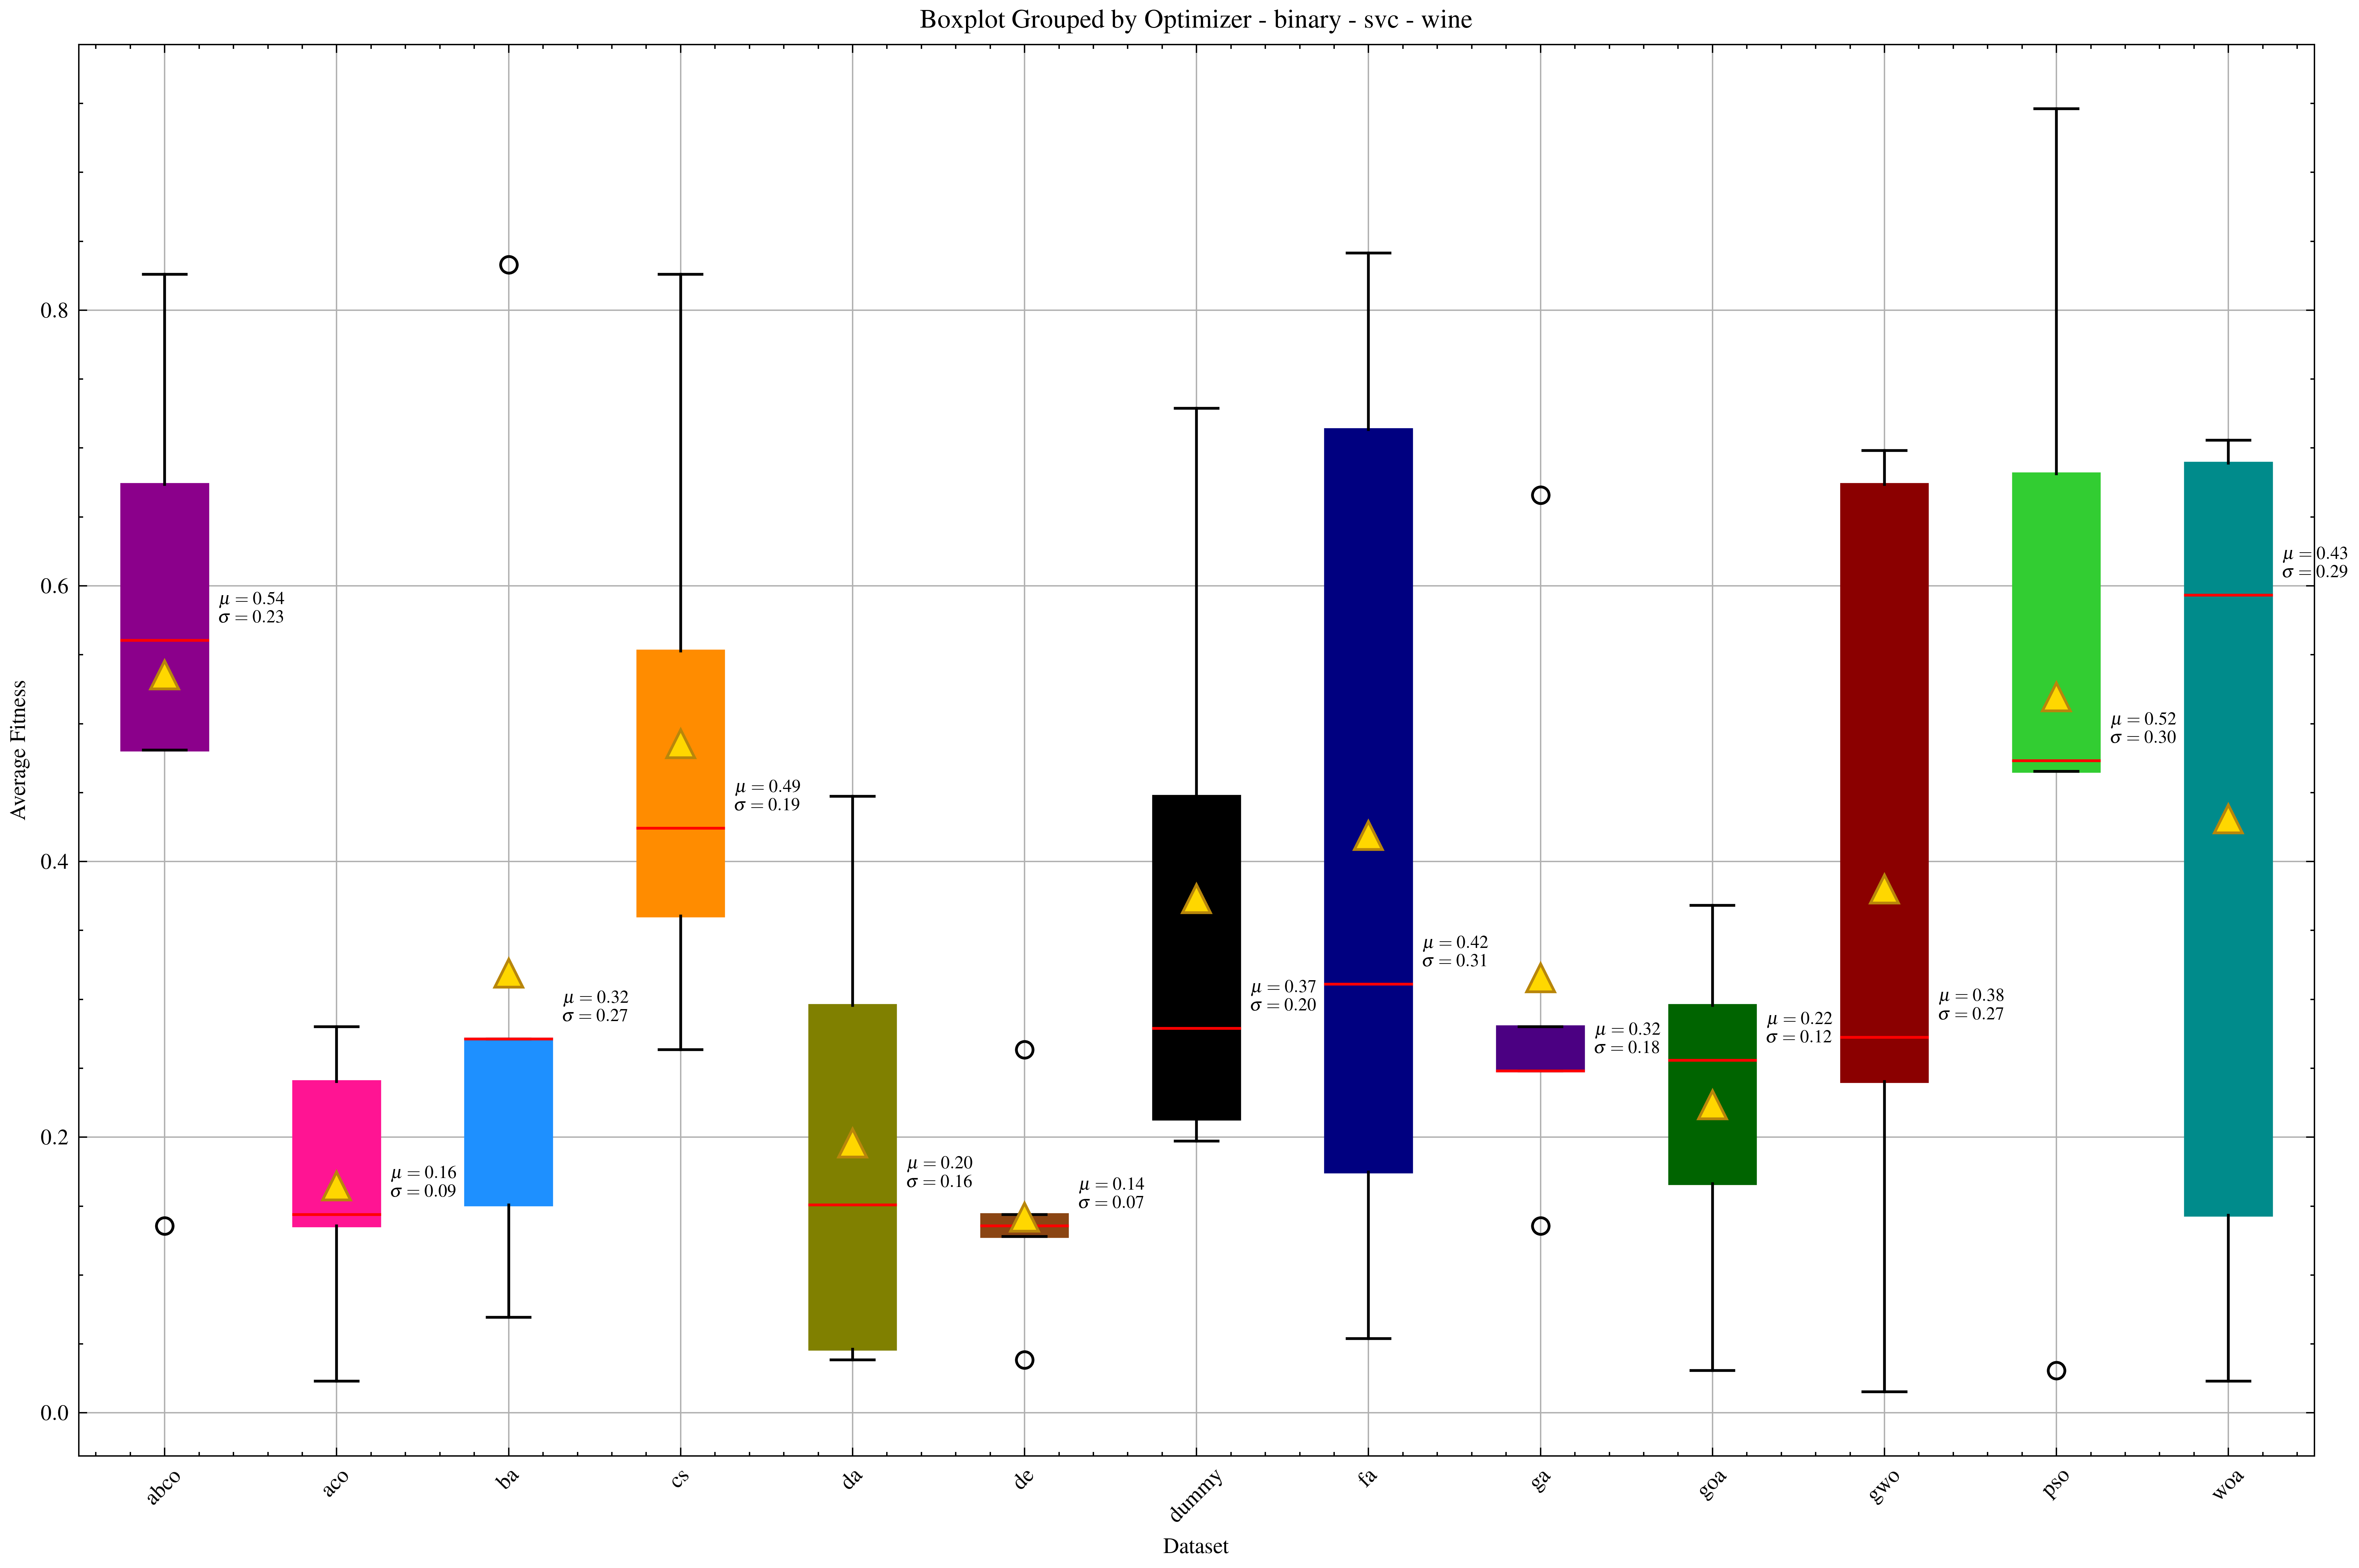 Boxplot Grouped by Optimizer - binary - svc - wine
Average Fitness
0.8
0.6
0.4
0.2
0.0
μ = 0.54
σ = 0.23
μ = 0.16
σ = 0.09
μ = 0.32
σ = 0.27
μ = 0.49
σ = 0.19
μ = 0.20
σ = 0.16
μ = 0.14
σ = 0.07
μ = 0.37
σ = 0.20
μ = 0.42
σ = 0.31
μ = 0.32
σ = 0.18
μ = 0.22
σ = 0.12
μ = 0.38
σ = 0.27
μ = 0.52
σ = 0.30
μ = 0.43
σ = 0.29
abco
aco
ba
cs
da
de
dummy
fa
ga
goa
gwo
pso
woa
Dataset